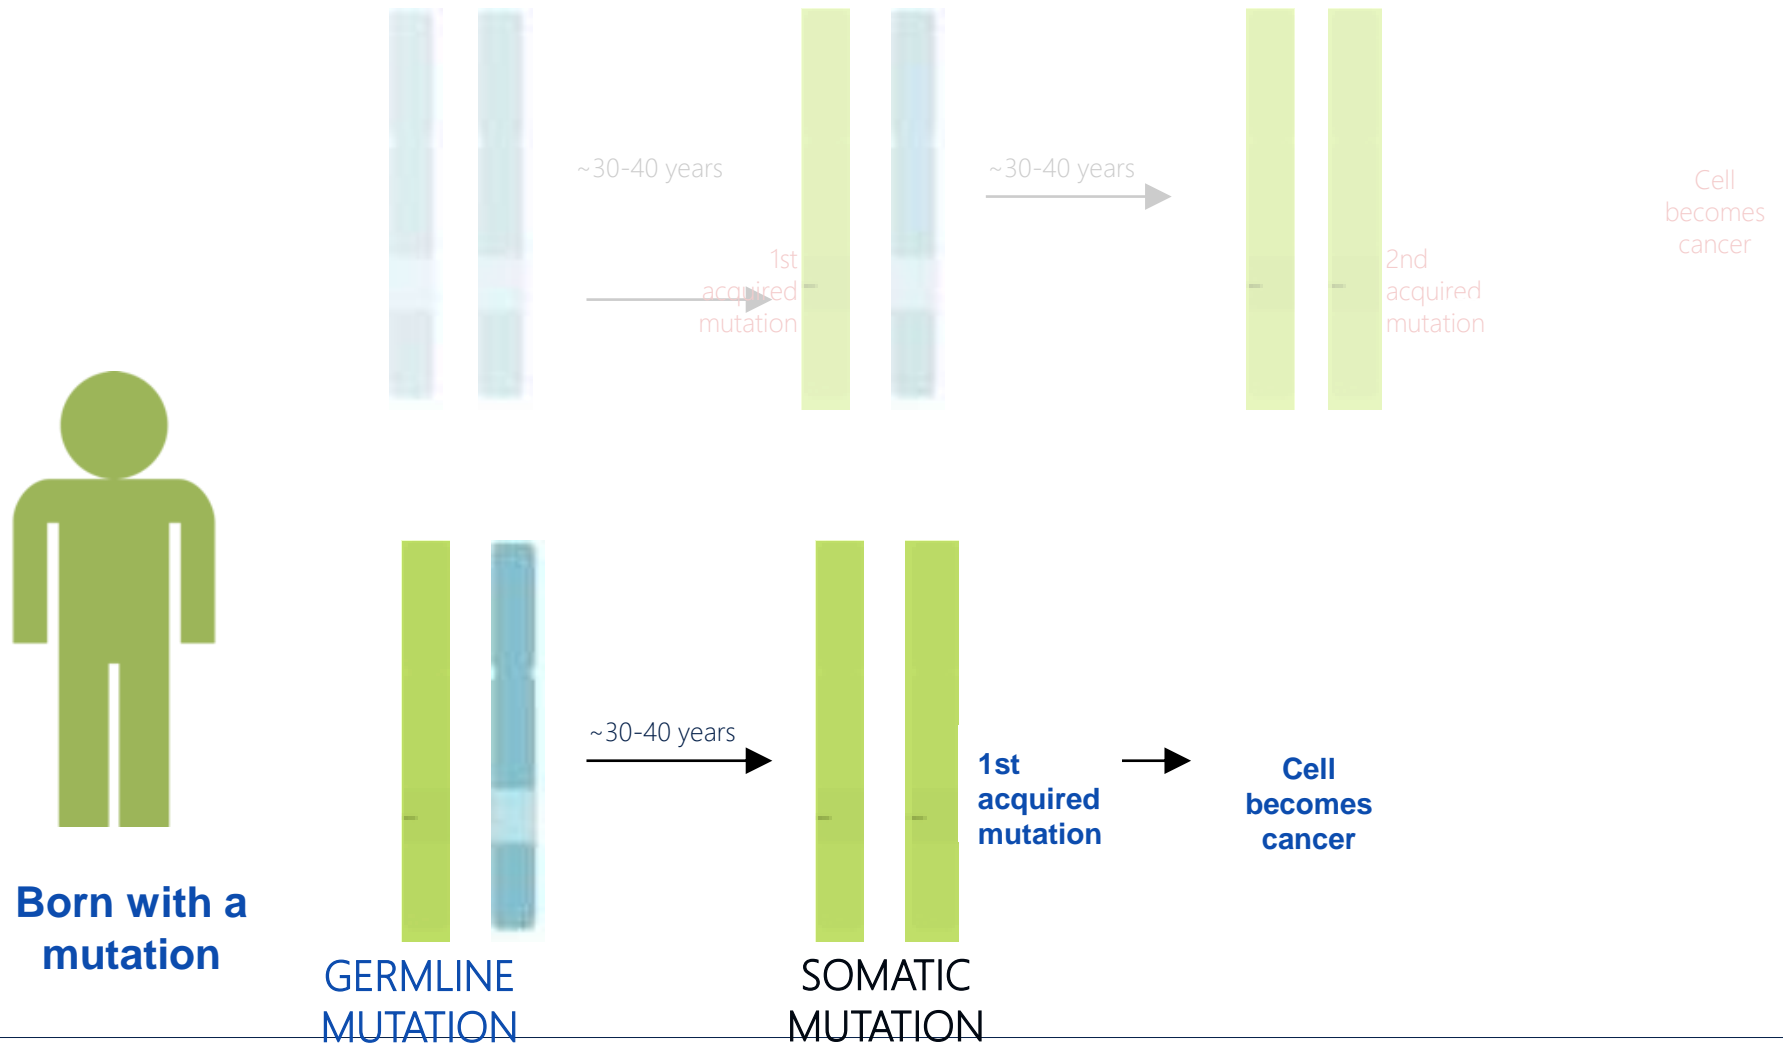 ~30-40 years
~30-40 years
Cell
becomes
cancer
1st
acquired
mutation
2nd
acquired
mutation
~30-40 years
1st
acquired
mutation
Cell
becomes
cancer
Born with a
mutation
GERMLINE
MUTATION
SOMATIC
MUTATION